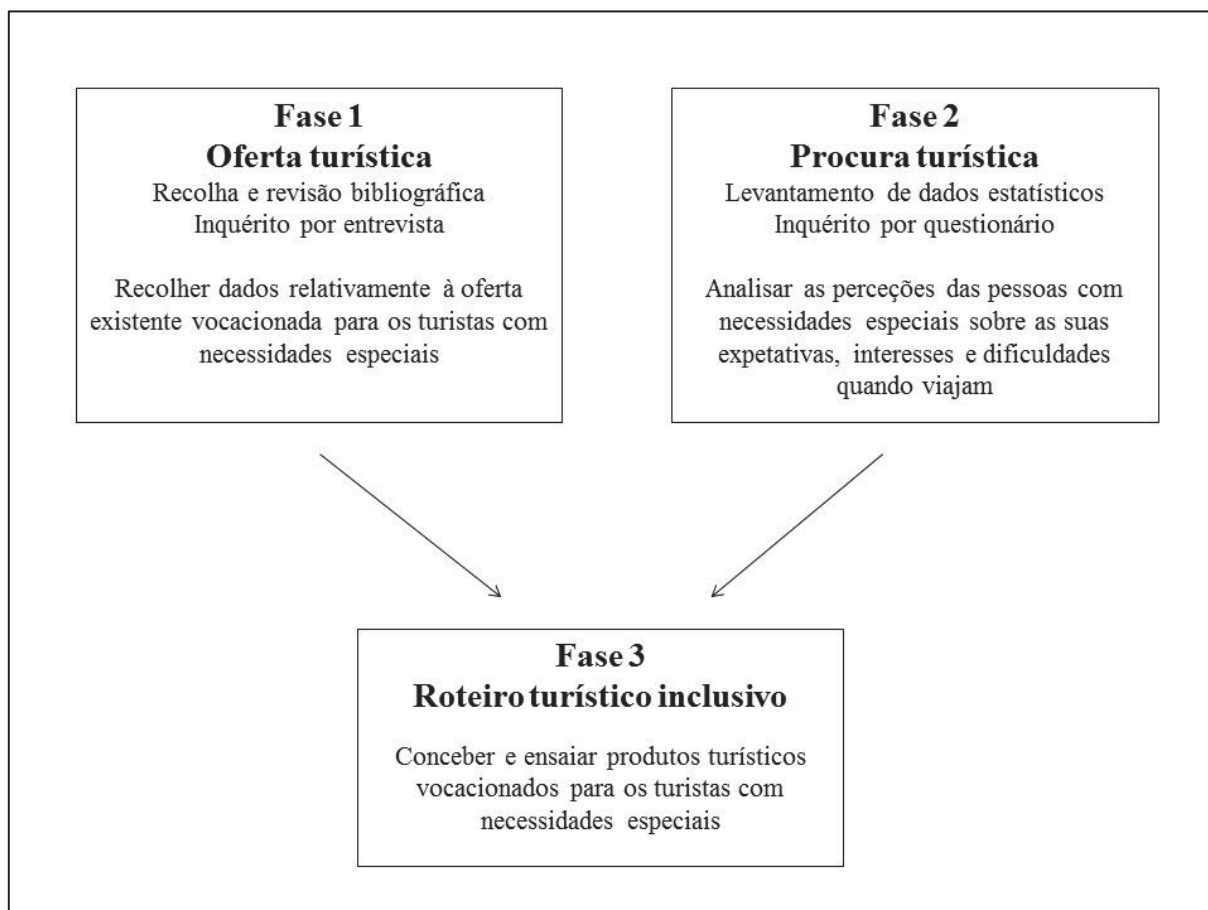 Fase 1
Oferta turística
Recolha e revisão bibliográfica
Inquérito por entrevista
Recolher dados relativamente à oferta
existente vocacionada para os turistas com
necessidades especiais
Fase 2
Procura turística
Levantamento de dados estatísticos
Inquérito por questionário
Analisar as perceções das pessoas com
necessidades especiais sobre as suas
expetativas, interesses e dificuldades
quando viajam
Fase 3
Roteiro turístico inclusivo
Conceber e ensaiar produtos turísticos
vocacionados para os turistas com
necessidades especiais